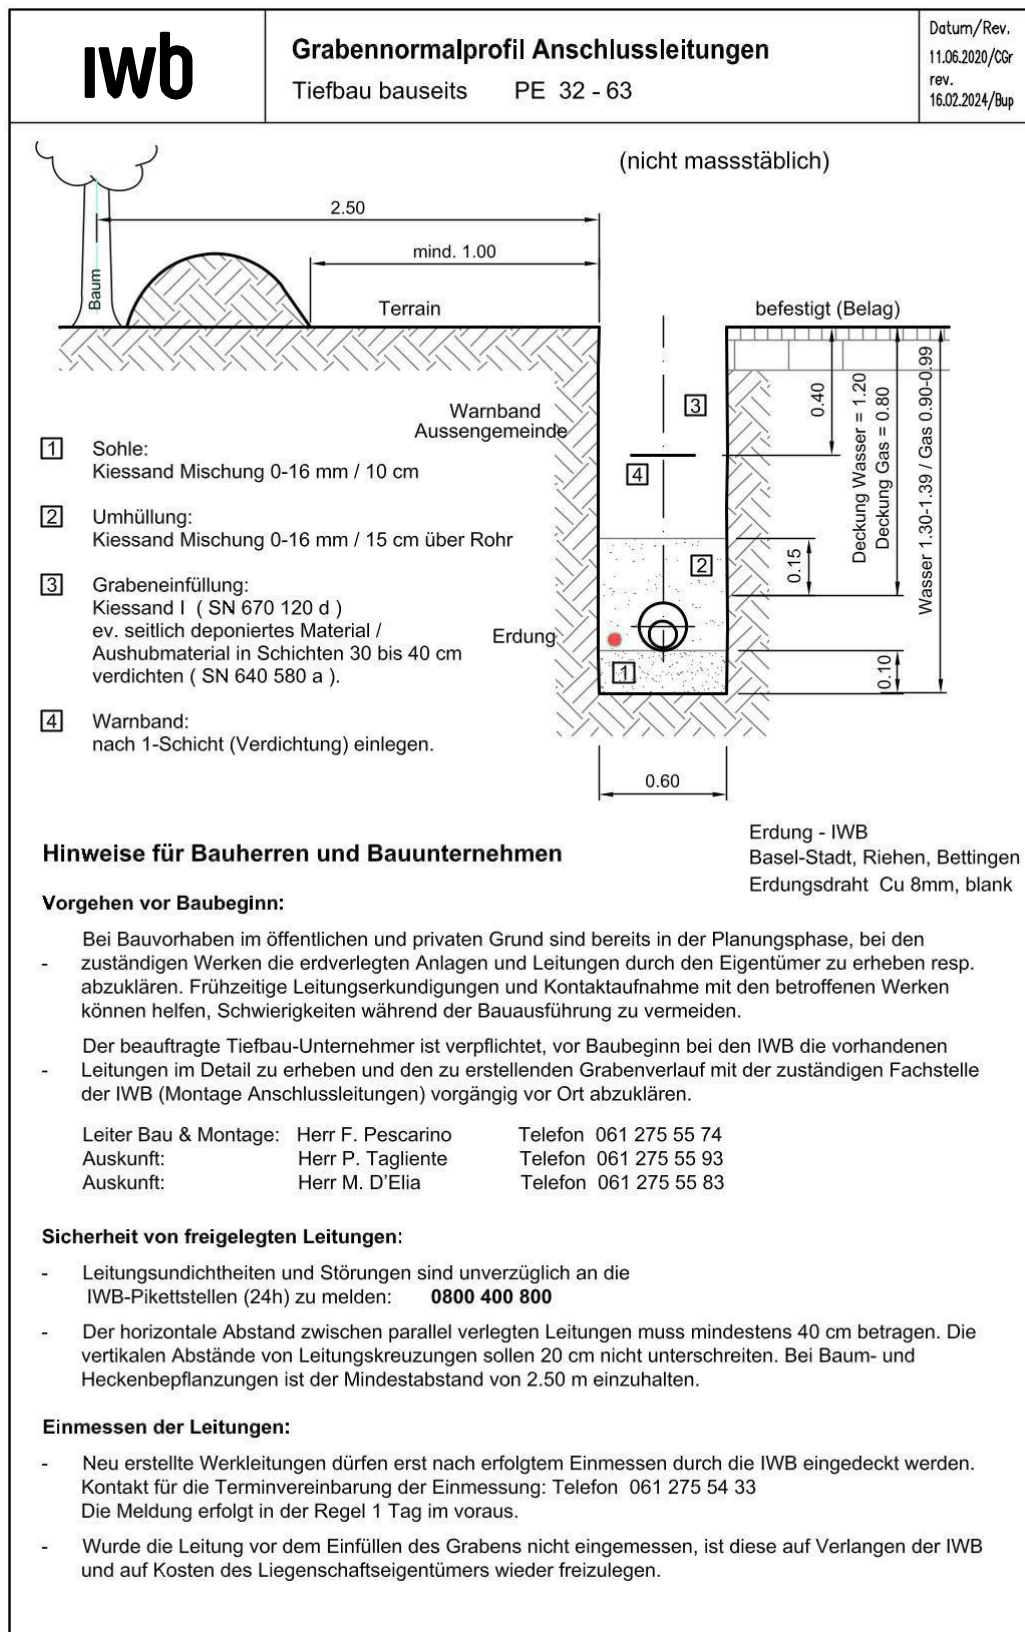 iwb
Grabennormalprofil Anschlussleitungen
Tiefbau bauseits PE 32 - 63
Datum/Rev.
11.06.2020/CGr
rev.
16.02.2024/Bup
(nicht massstäblich)
2.50
mind. 1.00
Baum
Terrain
befestigt (Belag)
Warnband
Aussengemeinde
3
4
0.40
Deckung Wasser = 1.20
Deckung Gas = 0.80
Wasser 1.30-1.39 / Gas 0.90-0.99
2
0.15
Erdung
1
0.10
0.60
1 Sohle:
Kiessand Mischung 0-16 mm / 10 cm
2 Umhüllung:
Kiessand Mischung 0-16 mm / 15 cm über Rohr
3 Grabeneinfüllung:
Kiessand I ( SN 670 120 d )
ev. seitlich deponiertes Material /
Aushubmaterial in Schichten 30 bis 40 cm
verdichten ( SN 640 580 a ).
4 Warnband:
nach 1-Schicht (Verdichtung) einlegen.
Erdung - IWB
Basel-Stadt, Riehen, Bettingen
Erdungsdraht Cu 8mm, blank
Hinweise für Bauherren und Bauunternehmen
Vorgehen vor Baubeginn:
Bei Bauvorhaben im öffentlichen und privaten Grund sind bereits in der Planungsphase, bei den
- zuständigen Werken die erdverlegten Anlagen und Leitungen durch den Eigentümer zu erheben resp.
abzuklären. Frühzeitige Leitungserkundigungen und Kontaktaufnahme mit den betroffenen Werken
können helfen, Schwierigkeiten während der Bauausführung zu vermeiden.
Der beauftragte Tiefbau-Unternehmer ist verpflichtet, vor Baubeginn bei den IWB die vorhandenen
- Leitungen im Detail zu erheben und den zu erstellenden Grabenverlauf mit der zuständigen Fachstelle
der IWB (Montage Anschlussleitungen) vorgängig vor Ort abzuklären.
Leiter Bau & Montage: Herr F. Pescarino Telefon 061 275 55 74
Auskunft: Herr P. Tagliente Telefon 061 275 55 93
Auskunft: Herr M. D'Elia Telefon 061 275 55 83
Sicherheit von freigelegten Leitungen:
- Leitungsundichtheiten und Störungen sind unverzüglich an die
IWB-Pikettstellen (24h) zu melden: 0800 400 800
- Der horizontale Abstand zwischen parallel verlegten Leitungen muss mindestens 40 cm betragen. Die
vertikalen Abstände von Leitungskreuzungen sollen 20 cm nicht unterschreiten. Bei Baum- und
Heckenbepflanzungen ist der Mindestabstand von 2.50 m einzuhalten.
Einmessen der Leitungen:
- Neu erstellte Werkleitungen dürfen erst nach erfolgtem Einmessen durch die IWB eingedeckt werden.
Kontakt für die Terminvereinbarung der Einmessung: Telefon 061 275 54 33
Die Meldung erfolgt in der Regel 1 Tag im voraus.
- Wurde die Leitung vor dem Einfüllen des Grabens nicht eingemessen, ist diese auf Verlangen der IWB
und auf Kosten des Liegenschaftseigentümers wieder freizulegen.